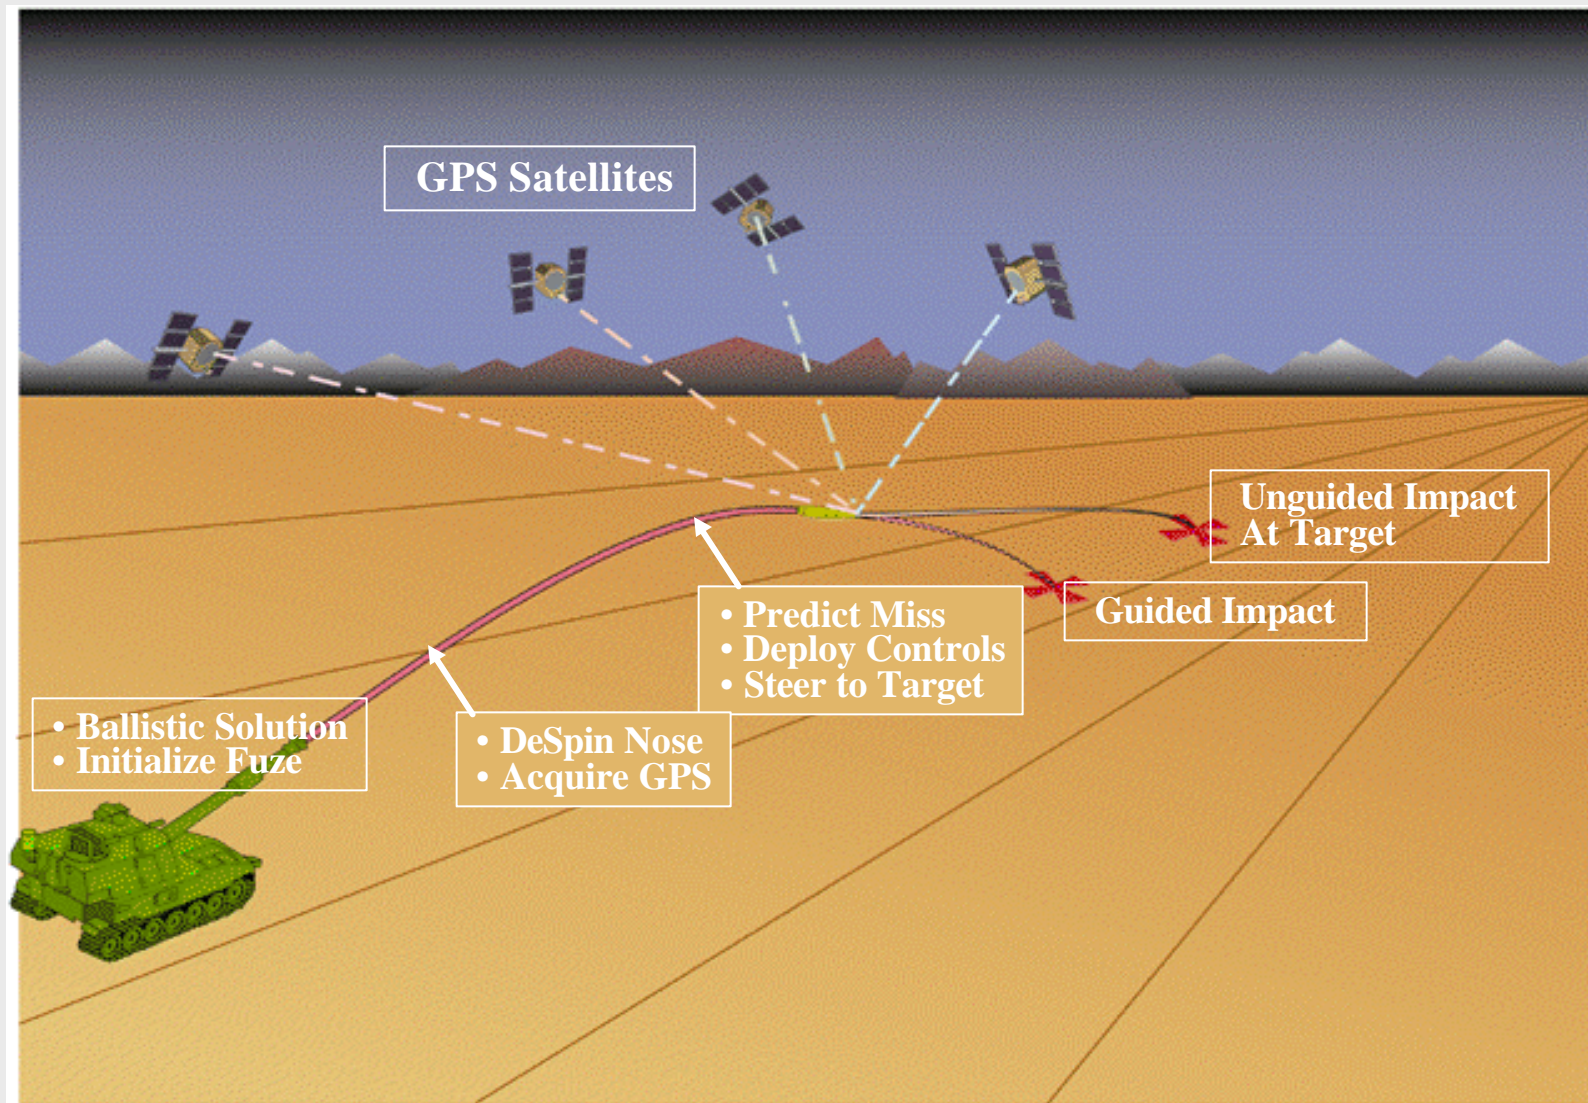 GPS Satellites
Unguided Impact
At Target
Guided Impact
• Predict Miss
• Deploy Controls
• Steer to Target
• Ballistic Solution
• Initialize Fuze
• DeSpin Nose
• Acquire GPS